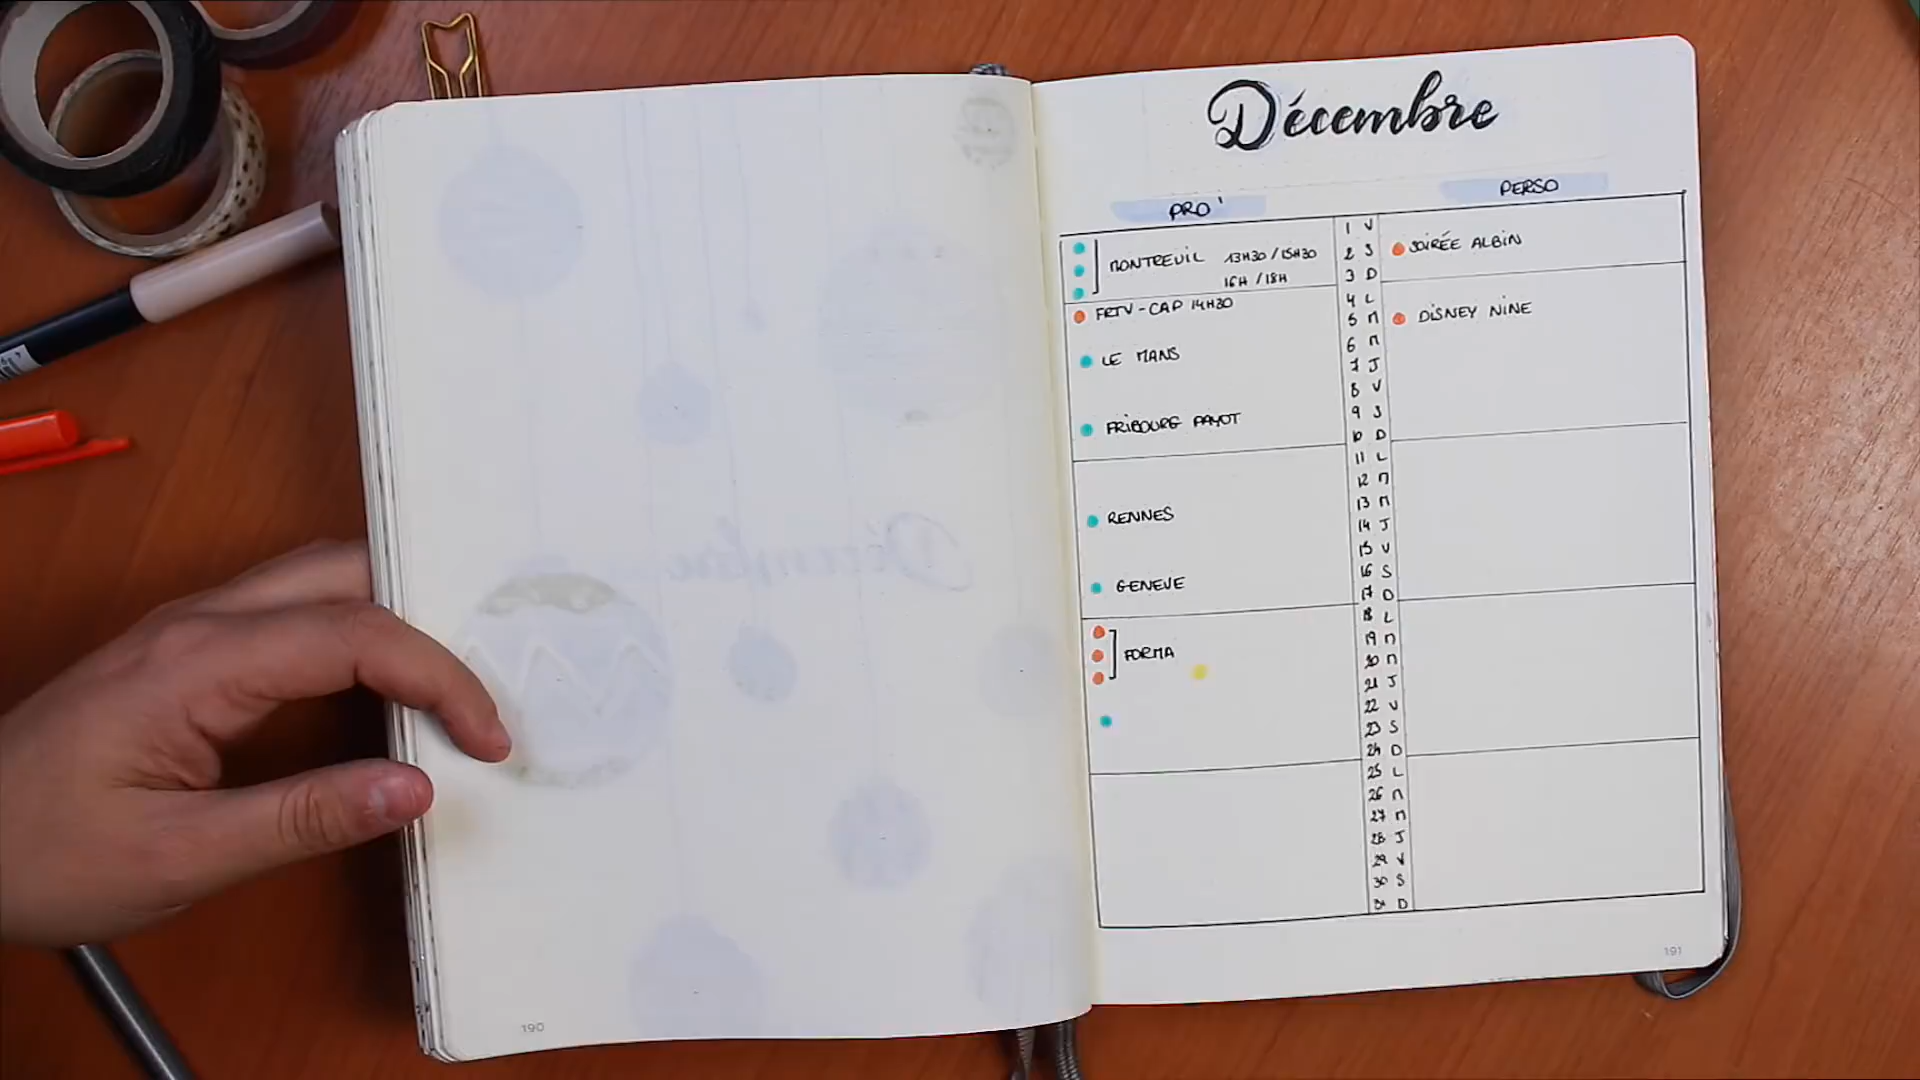 Décembre
PRO'
PERSO
MONTREUIL 13H30 / 15H30
16H / 18H
FRTV - CAP 14H30
LE MANS
FRIBOURG PAYOT
RENNES
GENEVE
FORMA
1 V
2 S
3 D
4 L
5 M
6 M
7 J
8 V
9 S
10 D
11 L
12 M
13 M
14 J
15 V
16 S
17 D
18 L
19 M
20 M
21 J
22 V
23 S
24 D
25 L
26 M
27 M
28 J
29 V
30 S
31 D
SOIRÉE ALBIN
DISNEY NINE
Décembre
190
191